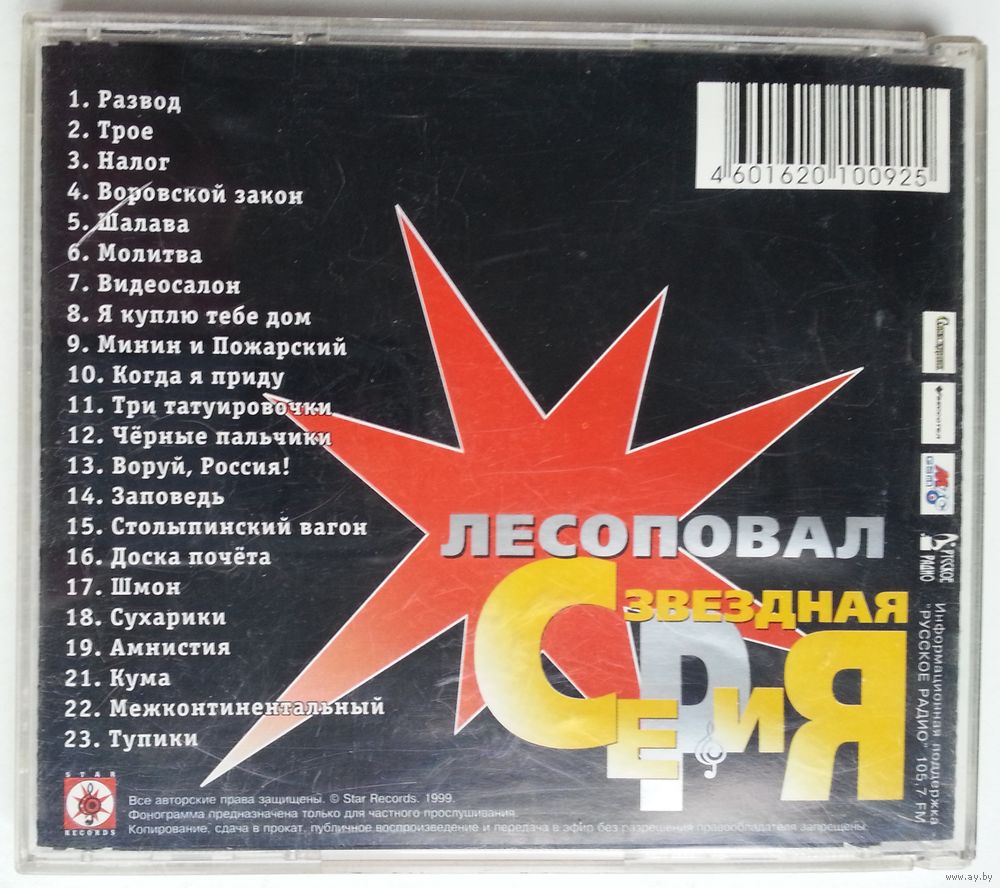 1. Развод
2. Трое
3. Налог
4. Воровской закон
5. Шалава
6. Молитва
7. Видеосалон
8. Я куплю тебе дом
9. Минин и Пожарский
10. Когда я приду
11. Три татуировочки
12. Чёрные пальчики
13. Воруй, Россия!
14. Заповедь
15. Столыпинский вагон
16. Доска почёта
17. Шмон
18. Сухарики
19. Амнистия
21. Кума
22. Межконтинентальный
23. Тупики
4 601620 100925
ЛЕСОПОВАЛ
ЗВЕЗДНАЯ
СЕРИЯ
РУССКОЕ
РАДИО
Информационная поддержка
"РУССКОЕ РАДИО" 105,7 FM
STAR
RECORDS
Все авторские права защищены. © Star Records. 1999.
Фонограмма предназначена только для частного прослушивания.
Копирование, сдача в прокат, публичное воспроизведение и передача в эфир без разрешения правообладателя запрещены.
www.ay.by